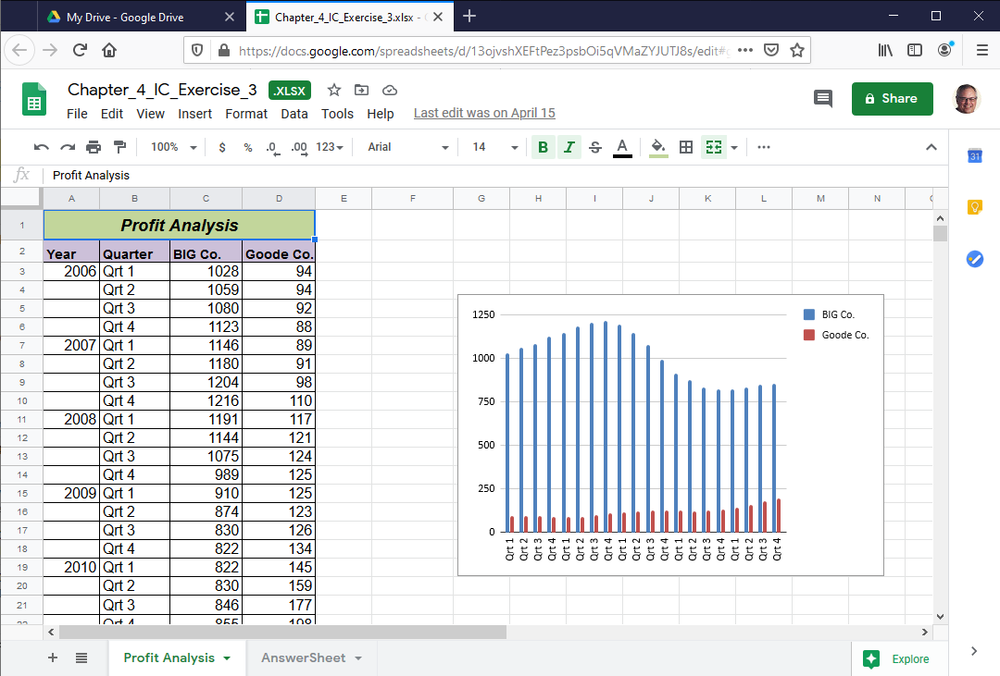 My Drive - Google Drive
Chapter_4_IC_Exercise_3.xlsx -
https://docs.google.com/spreadsheets/d/13ojvshXEFtPez3psbOi5qVMaZYJUTJ8s/edit#
Chapter_4_IC_Exercise_3 .XLSX
File Edit View Insert Format Data Tools Help Last edit was on April 15
Share
100% $ % .0 .00 123 Arial 14 B I S A
31
fx Profit Analysis
A B C D E F G H I J K L M N
1 Profit Analysis
2 Year Quarter BIG Co. Goode Co.
3 2006 Qrt 1 1028 94
4 Qrt 2 1059 94
5 Qrt 3 1080 92
6 Qrt 4 1123 88
7 2007 Qrt 1 1146 89
8 Qrt 2 1180 91
9 Qrt 3 1204 98
10 Qrt 4 1216 110
11 2008 Qrt 1 1191 117
12 Qrt 2 1144 121
13 Qrt 3 1075 124
14 Qrt 4 989 125
15 2009 Qrt 1 910 125
16 Qrt 2 874 123
17 Qrt 3 830 126
18 Qrt 4 822 134
19 2010 Qrt 1 822 145
20 Qrt 2 830 159
21 Qrt 3 846 177
22 Qrt 4 855 198
1250
1000
750
500
250
0
Qrt 1 Qrt 2 Qrt 3 Qrt 4 Qrt 1 Qrt 2 Qrt 3 Qrt 4 Qrt 1 Qrt 2 Qrt 3 Qrt 4 Qrt 1 Qrt 2 Qrt 3 Qrt 4 Qrt 1 Qrt 2 Qrt 3 Qrt 4
BIG Co.
Goode Co.
Profit Analysis AnswerSheet
Explore